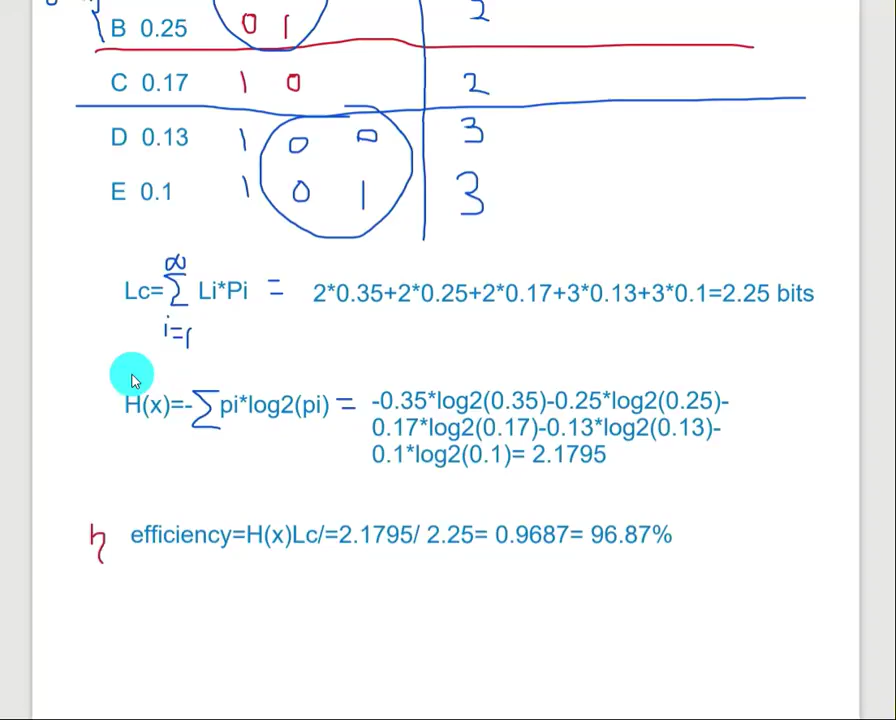 2
B 0.25 0 1
C 0.17 1 0 2
D 0.13 1 0 0 3
E 0.1 1 0 1 3
∞
Lc=∑ Li*Pi = 2*0.35+2*0.25+2*0.17+3*0.13+3*0.1=2.25 bits
i=1
H(x)=-∑pi*log2(pi) = -0.35*log2(0.35)-0.25*log2(0.25)-
0.17*log2(0.17)-0.13*log2(0.13)-
0.1*log2(0.1)= 2.1795
η efficiency=H(x)Lc/=2.1795/ 2.25= 0.9687= 96.87%